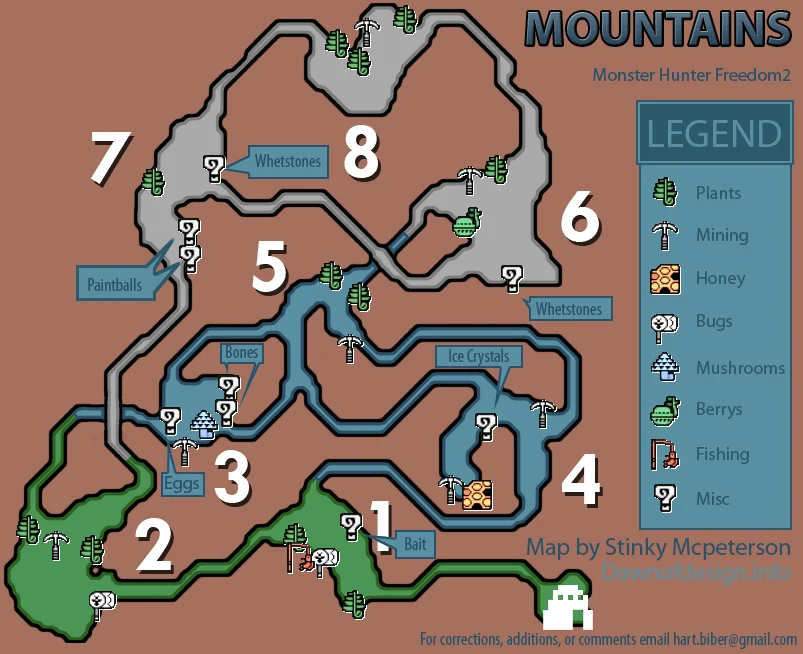 MOUNTAINS
Monster Hunter Freedom2
LEGEND
Plants
Mining
Honey
Bugs
Mushrooms
Berrys
Fishing
Misc
7
8
Whetstones
6
5
Paintballs
Whetstones
Bones
Ice Crystals
Eggs
3
4
2
1
Bait
Map by Stinky Mcpeterson
Dawnofdesign.info
For corrections, additions, or comments email hart.biber@gmail.com